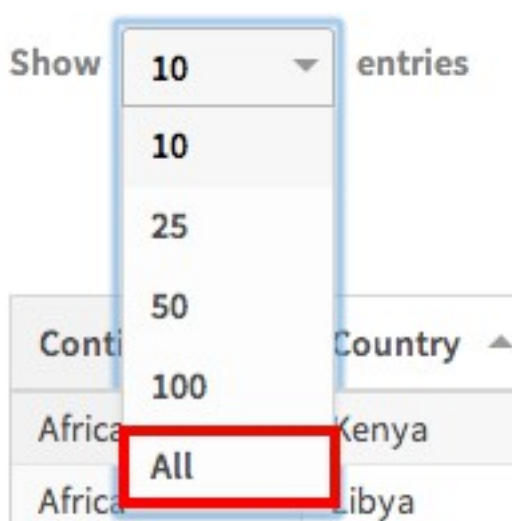 Show 10 entries
10
25
50
Conti Country
100
Africa Kenya
All
Africa Libya